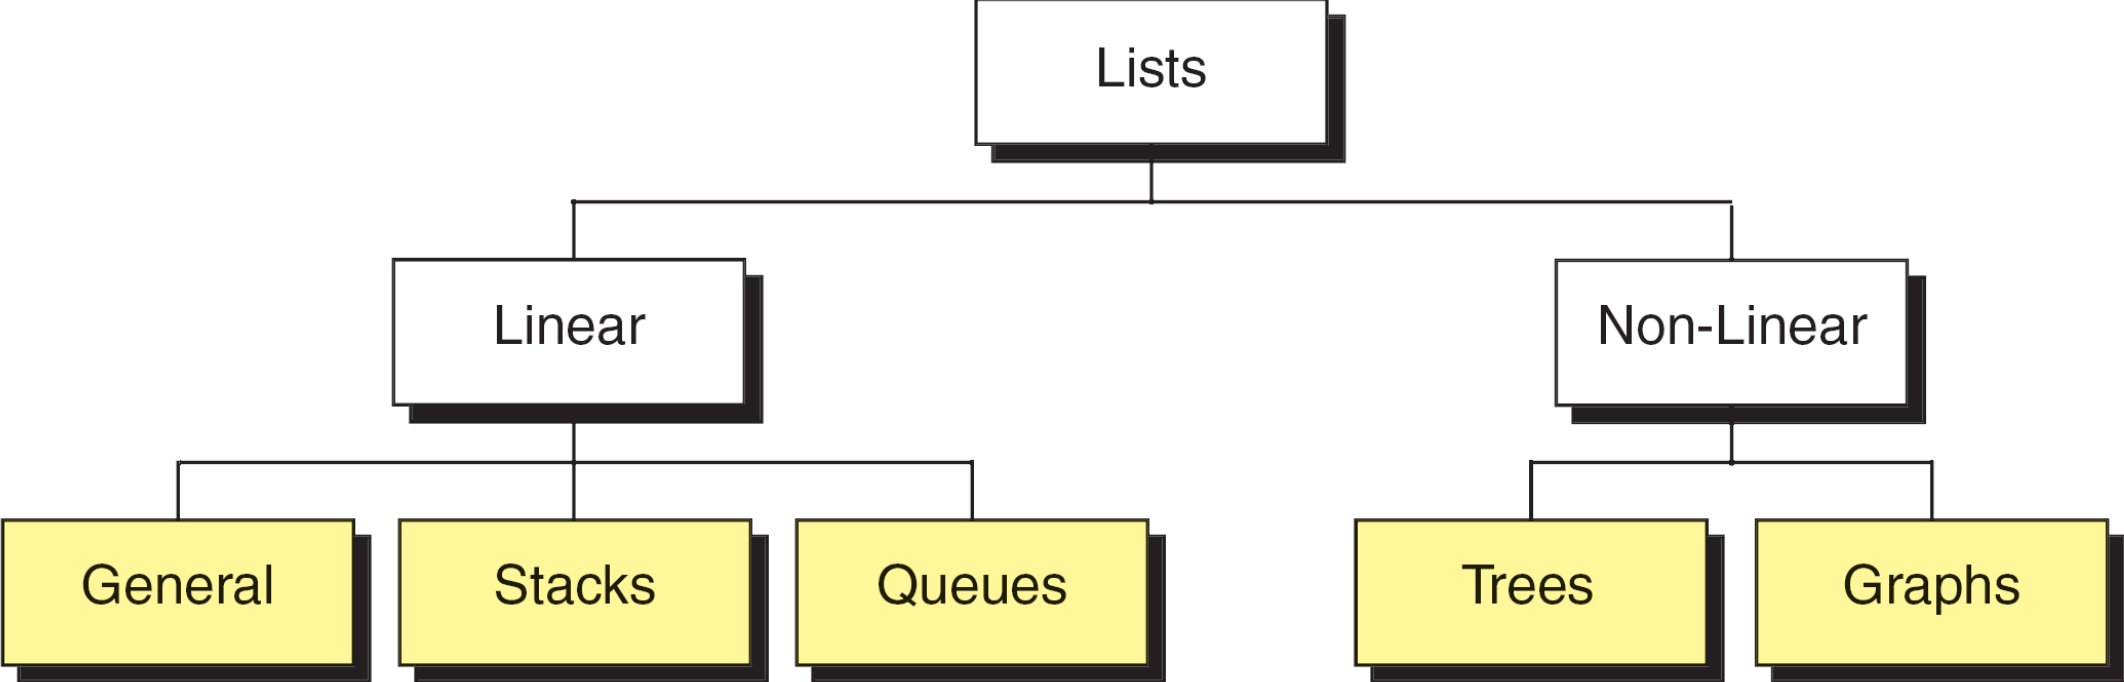 Lists
Linear
Non-Linear
General
Stacks
Queues
Trees
Graphs